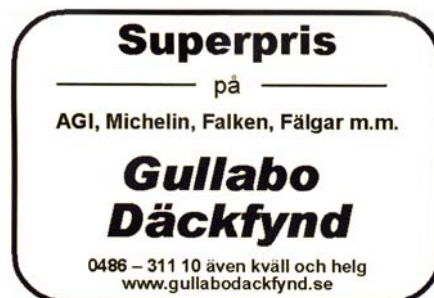 Superpris
på
AGI, Michelin, Falken, Fälgar m.m.
Gullabo
Däckfynd
0486 – 311 10 även kväll och helg
www.gullabodackfynd.se